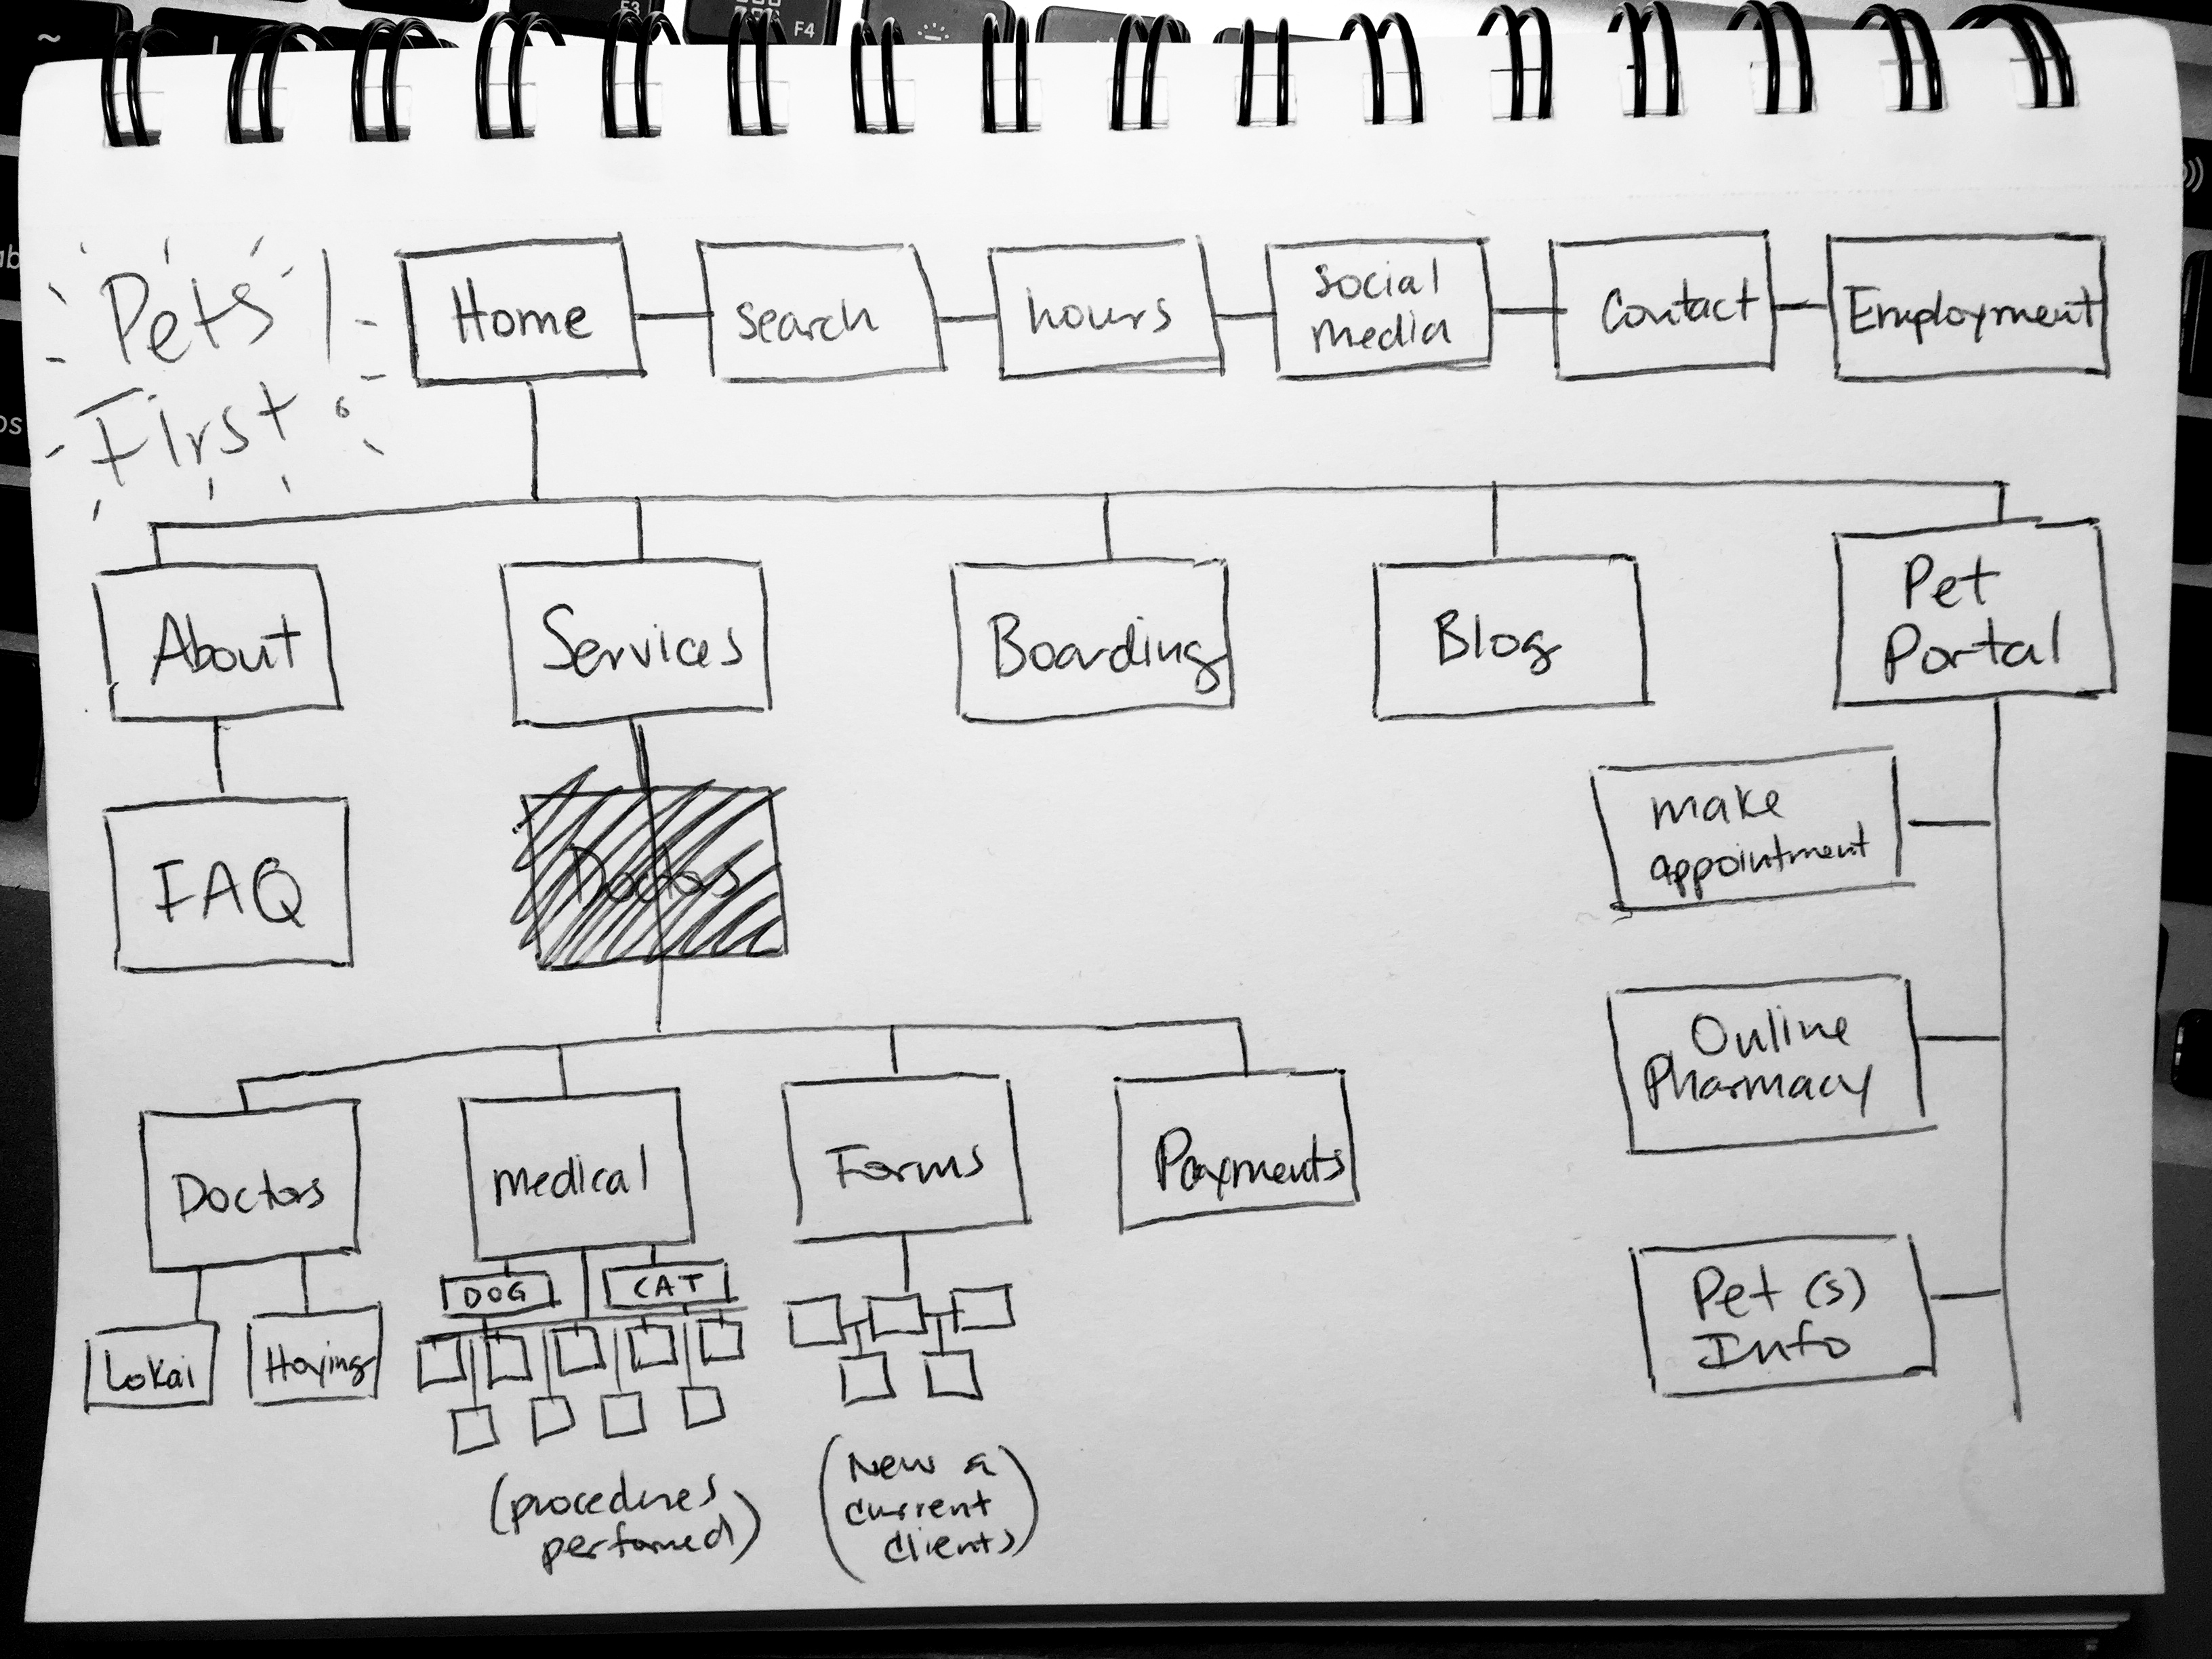 F3
F4
~
Pets
First!
Home
search
hours
social
media
Contact
Employment
About
Services
Boarding
Blog
Pet
Portal
FAQ
Doctors
make
appointment
Online
Pharmacy
Pet (s)
Info
Doctors
medical
Forms
Payments
Lokai
Hoying
DOG
CAT
(procedures
performed)
(New &
current
clients)